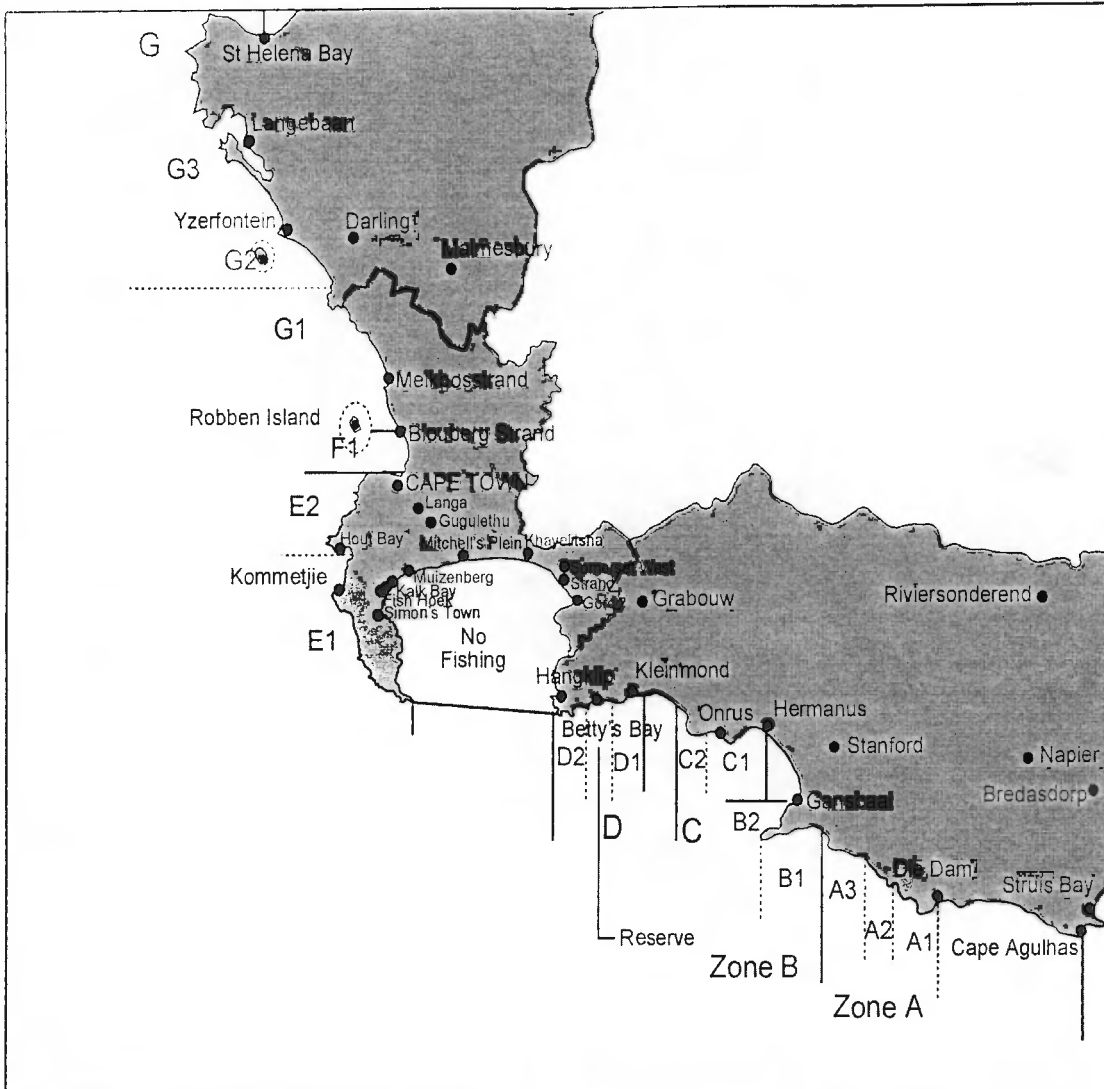 G
St Helena Bay
Langebaan
G3
Yzerfontein
Darling
G2
Malmesbury
G1
Melkbosstrand
Robben Island
Blouberg Strand
F1
CAPE TOWN
E2
Langa
Gugulethu
Hout Bay
Mitchell's Plein
Khayelitsha
Kommetjie
Muizenberg
Kalk Bay
Strand
Fish Hoek
Grabouw
Riviersonderend
Simon's Town
E1
No
Fishing
Hangklip
Kleinmond
Onrus
Hermanus
Betty's Bay
Stanford
Napier
D2
D1
C2
C1
Bredasdorp
Gansbaai
D
C
B2
Die Dam
B1
A3
Struis Bay
A2
A1
Reserve
Cape Agulhas
Zone B
Zone A